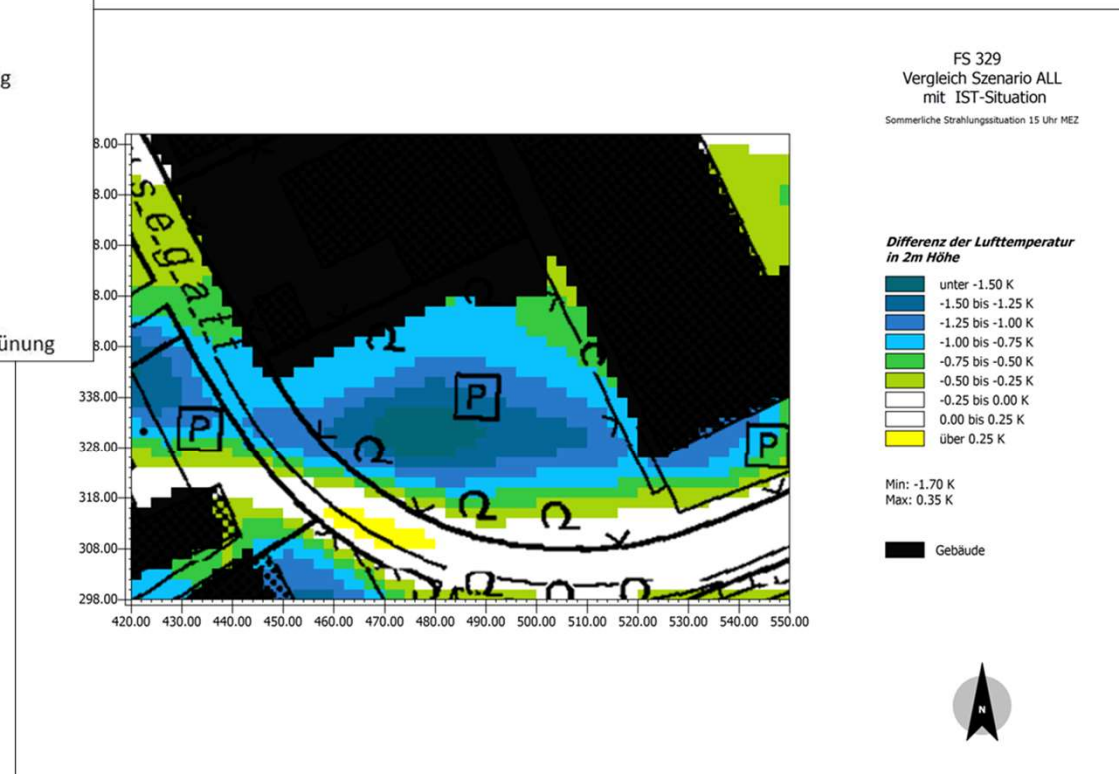 g
ünung
FS 329
Vergleich Szenario ALL
mit IST-Situation
Sommerliche Strahlungssituation 15 Uhr MEZ
8.00
8.00
8.00
8.00
8.00
338.00
328.00
318.00
308.00
298.00
420.00 430.00 440.00 450.00 460.00 470.00 480.00 490.00 500.00 510.00 520.00 530.00 540.00 550.00
s-e-g-a-t-t
P
P
P
Differenz der Lufttemperatur
in 2m Höhe
unter -1.50 K
-1.50 bis -1.25 K
-1.25 bis -1.00 K
-1.00 bis -0.75 K
-0.75 bis -0.50 K
-0.50 bis -0.25 K
-0.25 bis 0.00 K
0.00 bis 0.25 K
über 0.25 K
Min: -1.70 K
Max: 0.35 K
Gebäude
N